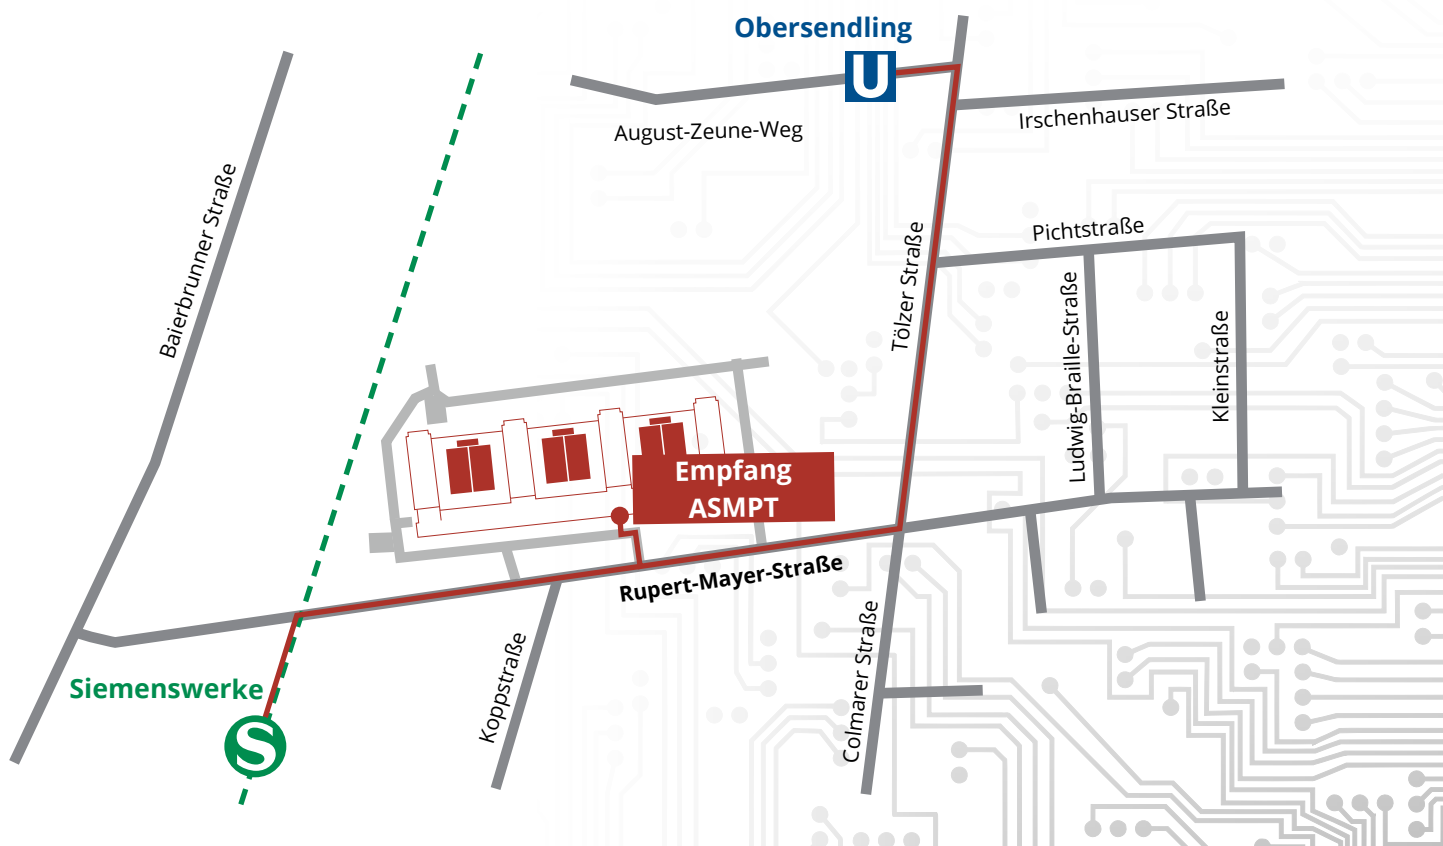 Obersendling
U
August-Zeune-Weg
Irschenhauser Straße
Baierbrunner Straße
Tölzer Straße
Pichtstraße
Ludwig-Braille-Straße
Kleinstraße
Empfang
ASMPT
Rupert-Mayer-Straße
Siemenswerke
S
Koppstraße
Colmarer Straße